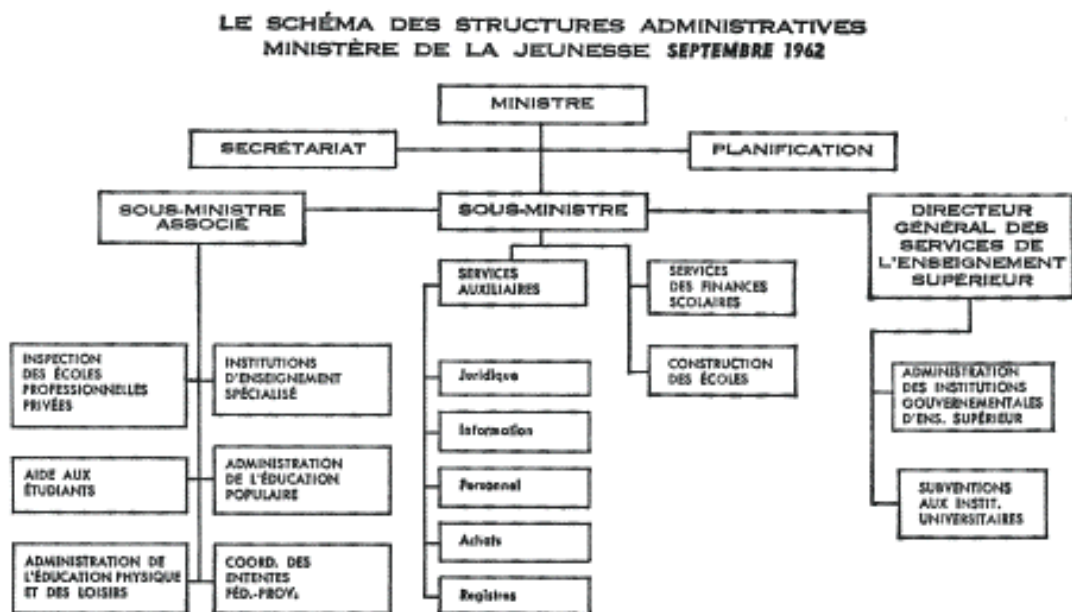 LE SCHÉMA DES STRUCTURES ADMINISTRATIVES
MINISTÈRE DE LA JEUNESSE SEPTEMBRE 1962
MINISTRE
SECRÉTARIAT
PLANIFICATION
SOUS-MINISTRE
ASSOCIÉ
SOUS-MINISTRE
DIRECTEUR
GÉNÉRAL DES
SERVICES DE
L'ENSEIGNEMENT
SUPÉRIEUR
SERVICES
AUXILIAIRES
SERVICES
DES FINANCES
SCOLAIRES
INSPECTION
DES ÉCOLES
PROFESSIONNELLES
PRIVÉES
INSTITUTIONS
D'ENSEIGNEMENT
SPÉCIALISÉ
Juridique
CONSTRUCTION
DES ÉCOLES
ADMINISTRATION
DES INSTITUTIONS
GOUVERNEMENTALES
D'ENS. SUPÉRIEUR
Information
AIDE AUX
ÉTUDIANTS
ADMINISTRATION
DE L'ÉDUCATION
POPULAIRE
Personnel
SUBVENTIONS
AUX INSTIT.
UNIVERSITAIRES
Achats
ADMINISTRATION DE
L'ÉDUCATION PHYSIQUE
ET DES LOISIRS
COORD. DES
ENTENTES
FÉD.-PROV.
Registres